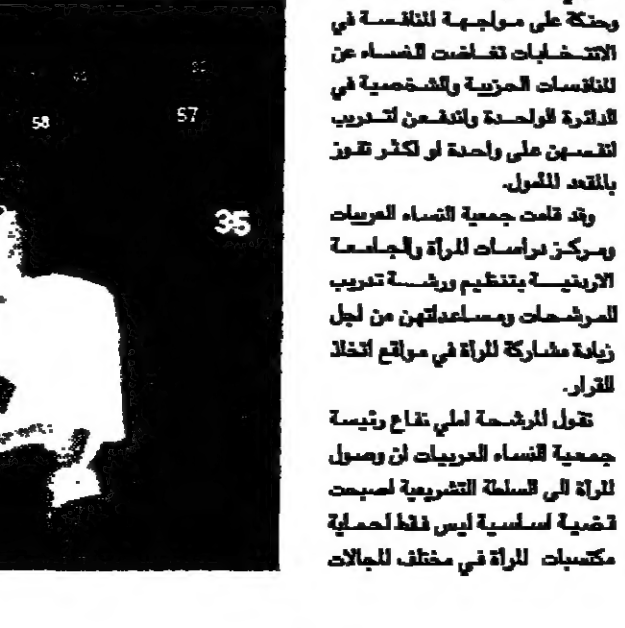 وحنكة على مواجهة المنافسة في
الانتخابات تغاضت النساء عن
المنافسات الحزبية والشخصية في
الدائرة الواحدة واندفعن لتدريب
انفسهن على واحدة او اكثر تفوز
بالمقعد المأمول.
وقد قامت جمعية النساء العربيات
ومركز دراسات المرأة والجامعة
الاردنية بتنظيم ورشة تدريب
للمرشحات ومساعداتهن من اجل
زيادة مشاركة المرأة في مواقع اتخاذ
القرار.
تقول المرشحة املي نفاع رئيسة
جمعية النساء العربيات ان وصول
المرأة الى السلطة التشريعية اصبحت
قضية اساسية ليس فقط لحماية
مكتسبات المرأة في مختلف المجالات
58
57
35